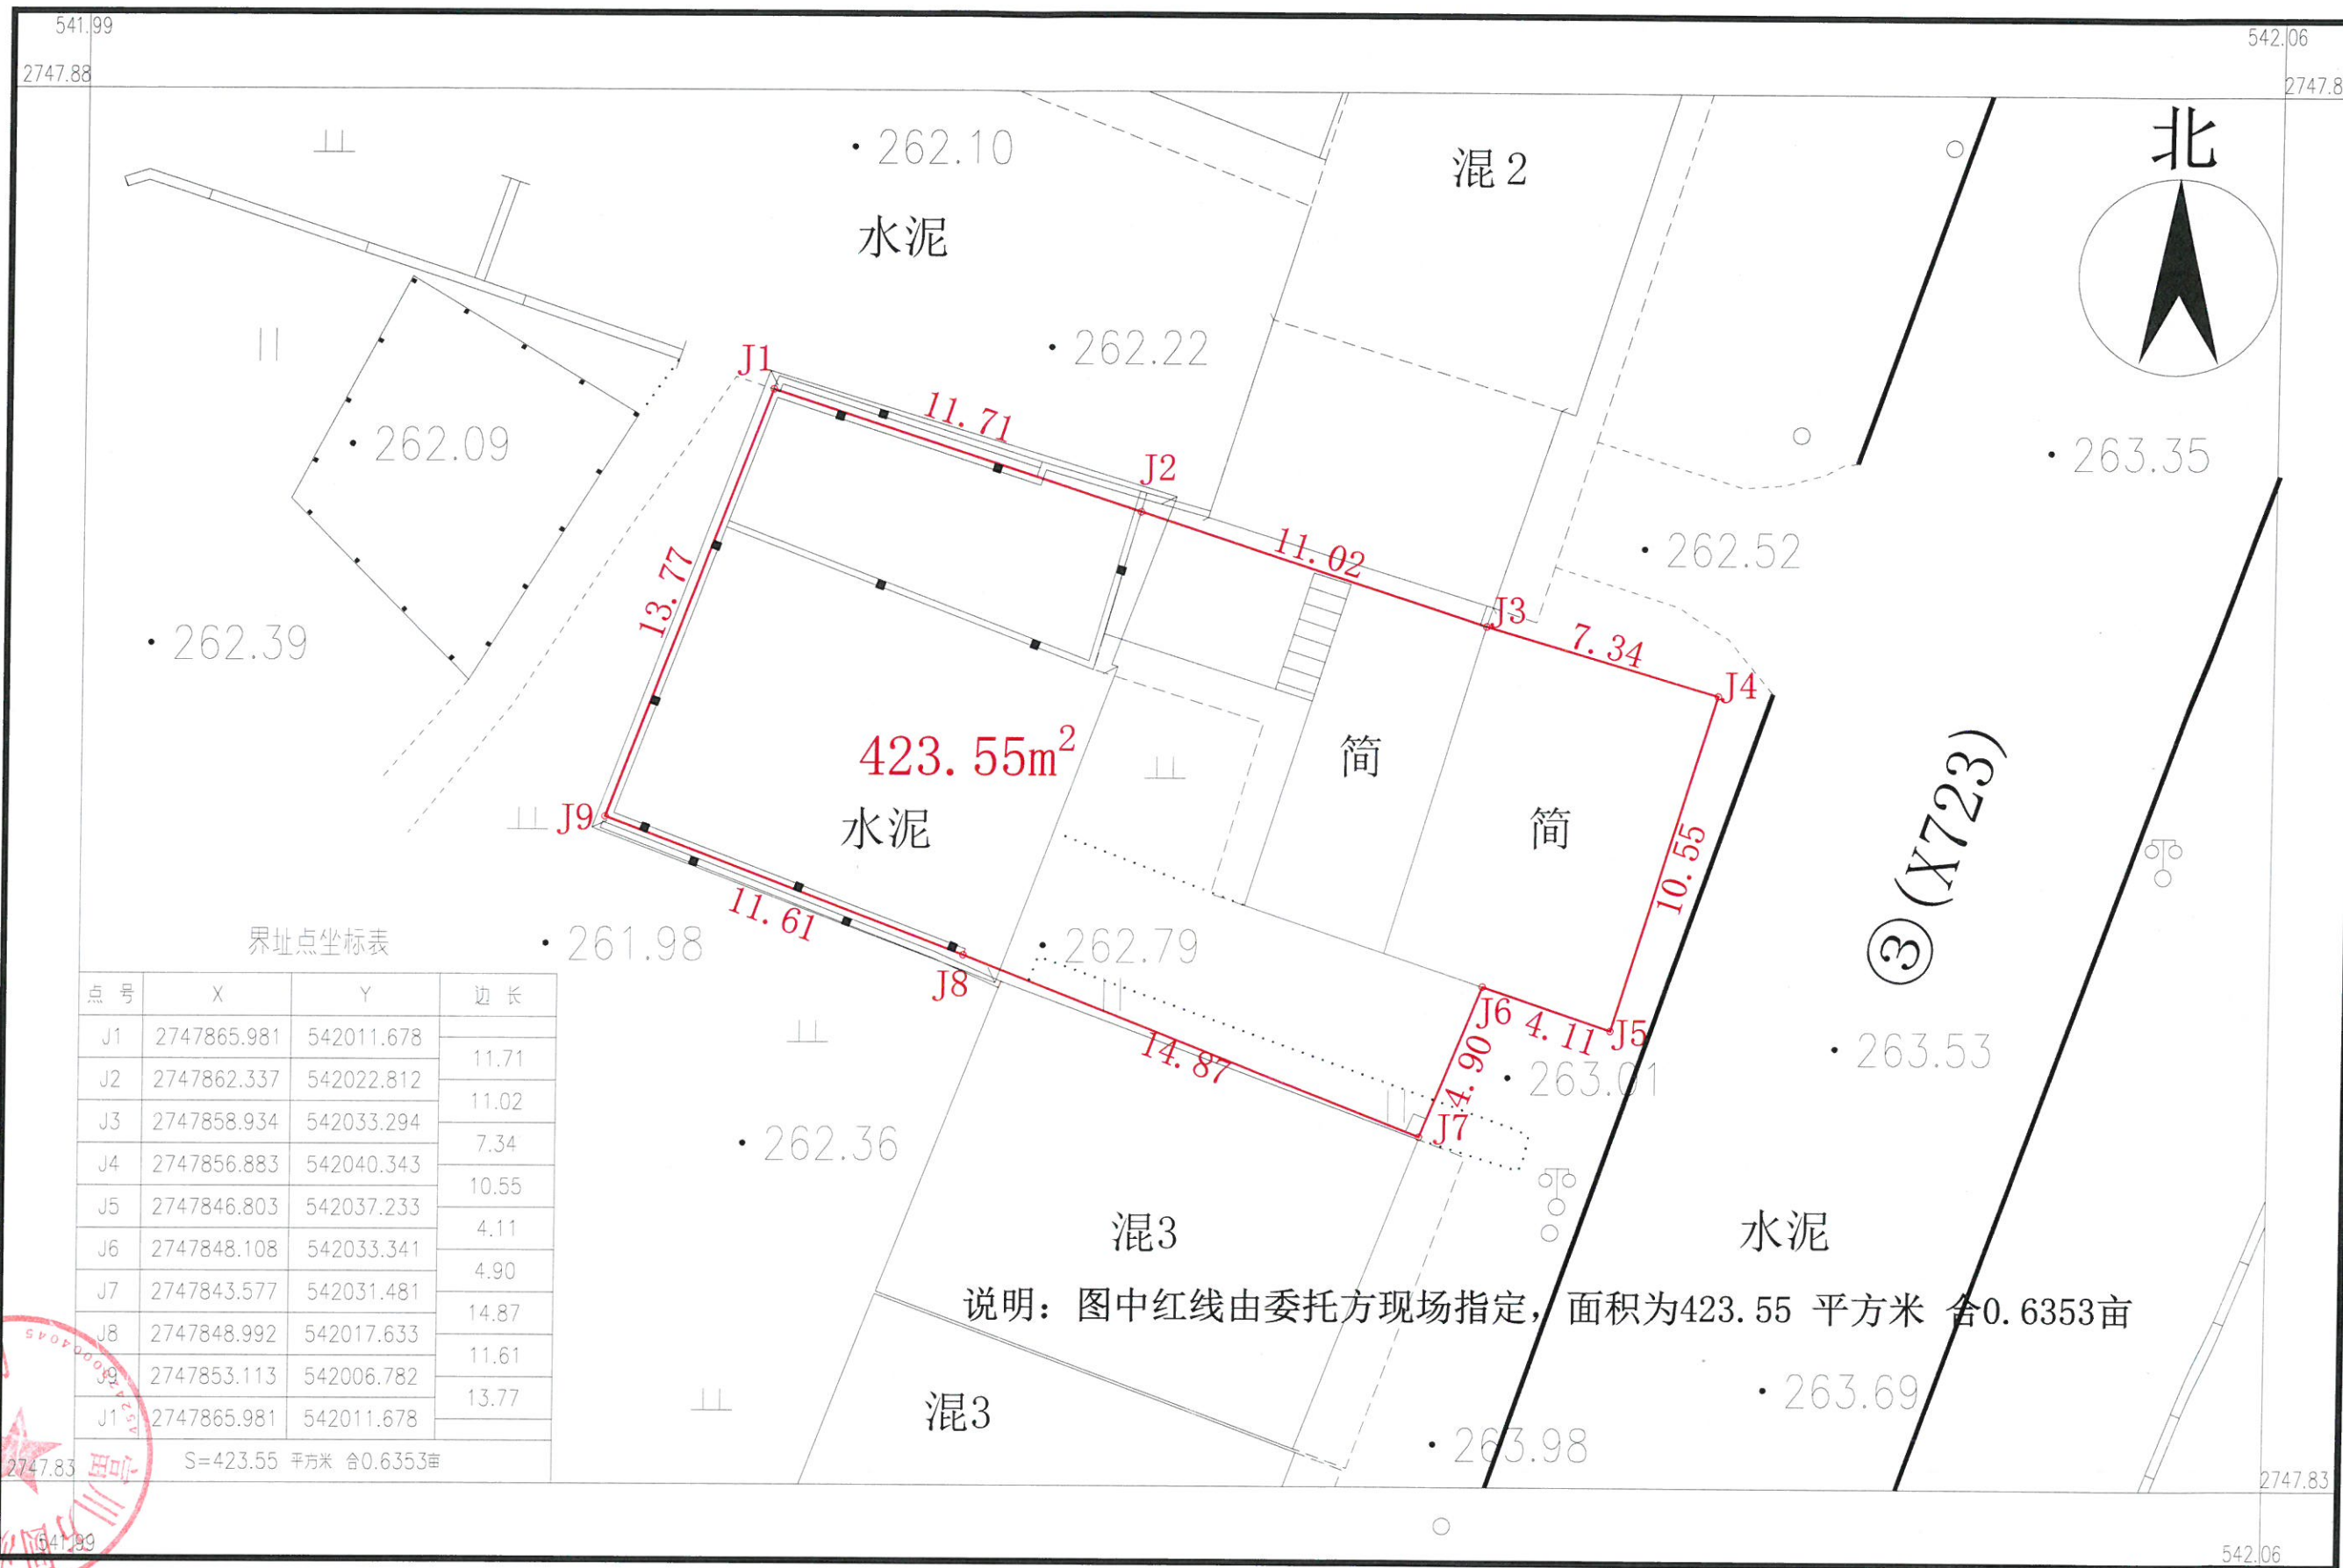 541.99
542.06
2747.88
2747.8
北
262.10
混2
水泥
262.22
J1
11.71
262.09
263.35
J2
262.52
11.02
13.77
J3
7.34
262.39
J4
423.55m²
简
③(X723)
J9
水泥
简
10.55
11.61
261.98
262.79
J8
J6
4.11
J5
14.87
4.90
263.01
263.53
J7
262.36
混3
水泥
说明：图中红线由委托方现场指定，面积为423.55 平方米 合0.6353亩
263.69
混3
263.98
界址点坐标表
点 号 X Y 边 长
J1 2747865.981 542011.678
11.71
J2 2747862.337 542022.812
11.02
J3 2747858.934 542033.294
7.34
J4 2747856.883 542040.343
10.55
J5 2747846.803 542037.233
4.11
J6 2747848.108 542033.341
4.90
J7 2747843.577 542031.481
14.87
J8 2747848.992 542017.633
11.61
J9 2747853.113 542006.782
13.77
J1 2747865.981 542011.678
S=423.55 平方米 合0.6353亩
2747.83
2747.83
541.99
542.06
富川方圆